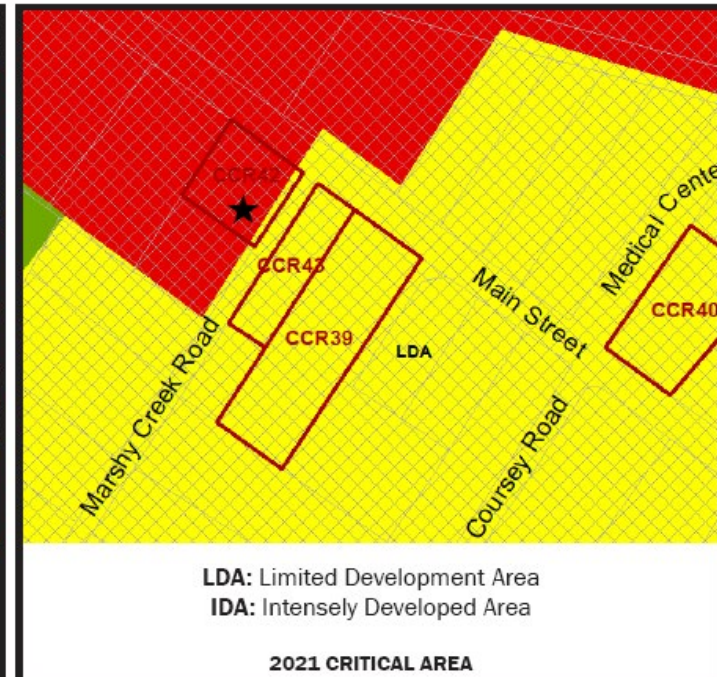 CCR42
Medical Cente
CCR43
Main Street
CCR40
CCR39
LDA
Marshy Creek Road
Coursey Road
LDA: Limited Development Area
IDA: Intensely Developed Area
2021 CRITICAL AREA